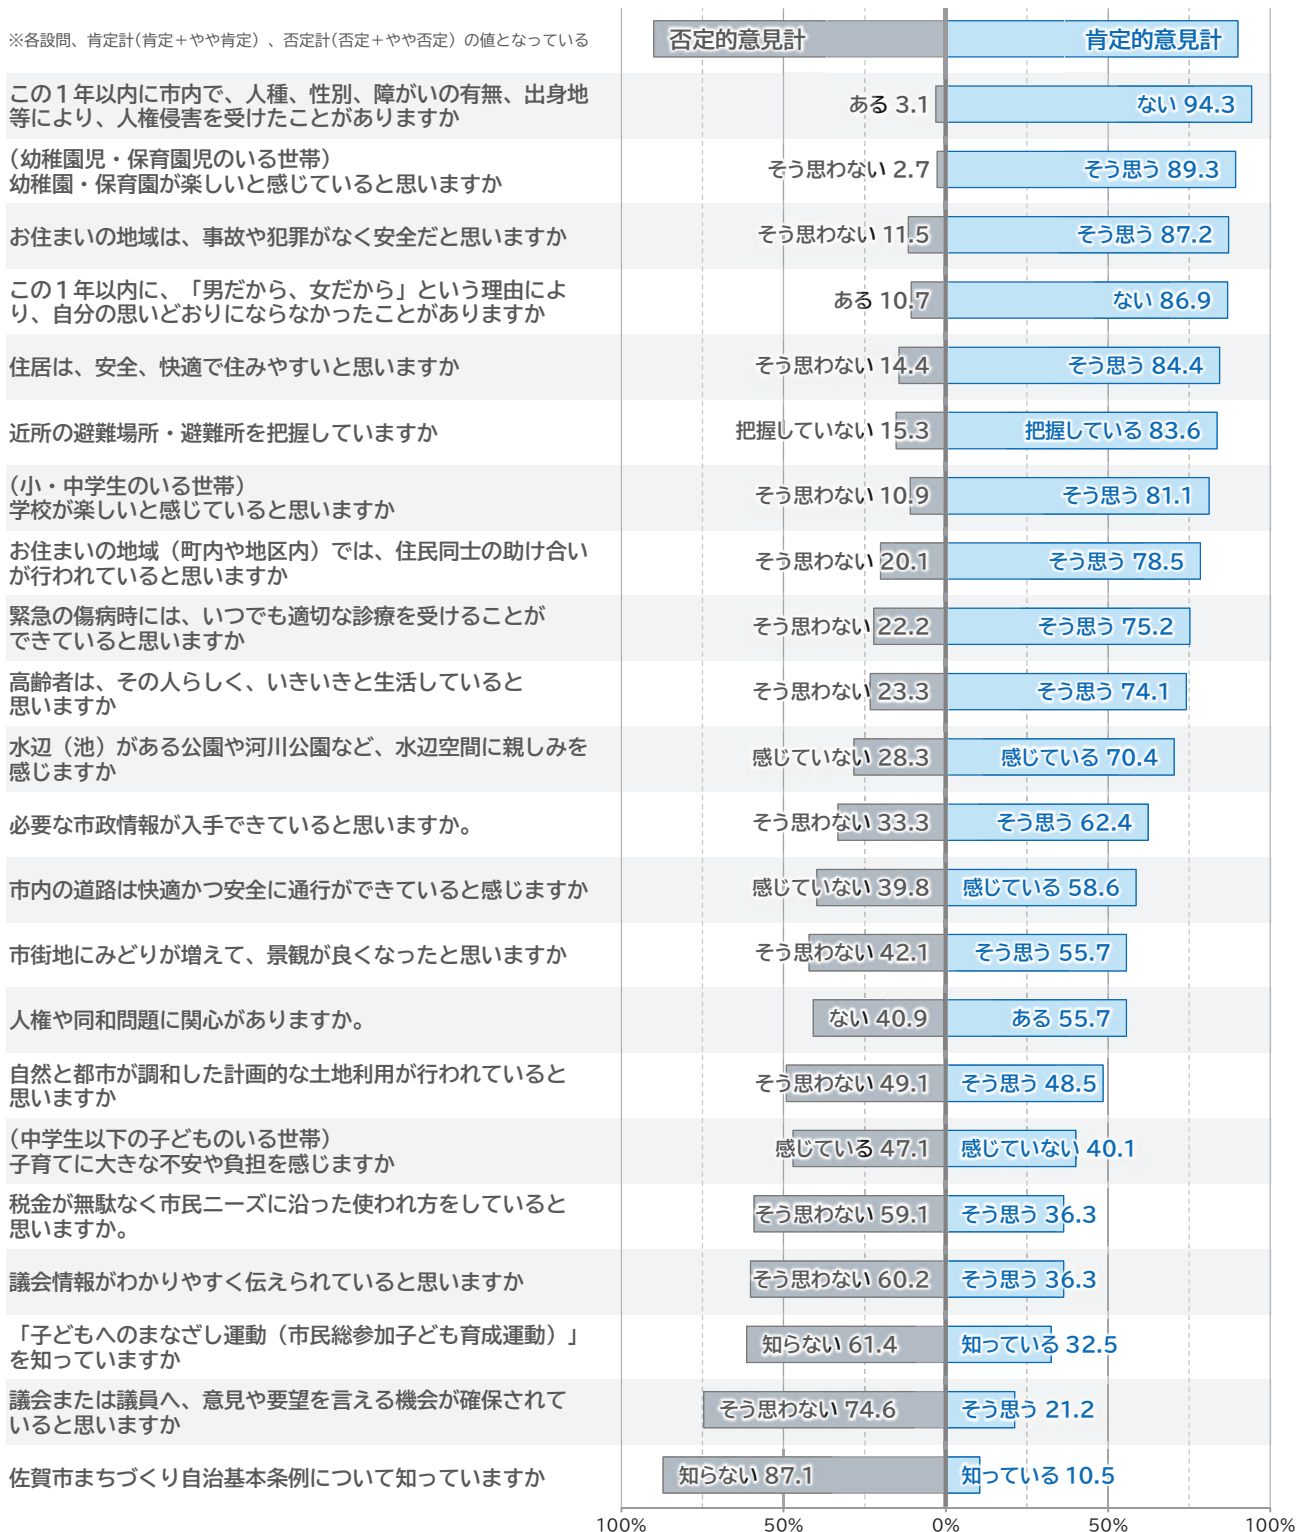 ※各設問、肯定計(肯定＋やや肯定）、否定計(否定＋やや否定）の値となっている
否定的意見計 肯定的意見計
この１年以内に市内で、人種、性別、障がいの有無、出身地
等により、人権侵害を受けたことがありますか
ある 3.1 ない 94.3
（幼稚園児・保育園児のいる世帯）
幼稚園・保育園が楽しいと感じていると思いますか
そう思わない 2.7 そう思う 89.3
お住まいの地域は、事故や犯罪がなく安全だと思いますか
そう思わない 11.5 そう思う 87.2
この１年以内に、「男だから、女だから」という理由によ
り、自分の思いどおりにならなかったことがありますか
ある 10.7 ない 86.9
住居は、安全、快適で住みやすいと思いますか
そう思わない 14.4 そう思う 84.4
近所の避難場所・避難所を把握していますか
把握していない 15.3 把握している 83.6
（小・中学生のいる世帯）
学校が楽しいと感じていると思いますか
そう思わない 10.9 そう思う 81.1
お住まいの地域（町内や地区内）では、住民同士の助け合い
が行われていると思いますか
そう思わない 20.1 そう思う 78.5
緊急の傷病時には、いつでも適切な診療を受けることが
できていると思いますか
そう思わない 22.2 そう思う 75.2
高齢者は、その人らしく、いきいきと生活していると
思いますか
そう思わない 23.3 そう思う 74.1
水辺（池）がある公園や河川公園など、水辺空間に親しみを
感じますか
感じていない 28.3 感じている 70.4
必要な市政情報が入手できていると思いますか。
そう思わない 33.3 そう思う 62.4
市内の道路は快適かつ安全に通行ができていると感じますか
感じていない 39.8 感じている 58.6
市街地にみどりが増えて、景観が良くなったと思いますか
そう思わない 42.1 そう思う 55.7
人権や同和問題に関心がありますか。
ない 40.9 ある 55.7
自然と都市が調和した計画的な土地利用が行われていると
思いますか
そう思わない 49.1 そう思う 48.5
（中学生以下の子どものいる世帯）
子育てに大きな不安や負担を感じますか
感じている 47.1 感じていない 40.1
税金が無駄なく市民ニーズに沿った使われ方をしていると
思いますか。
そう思わない 59.1 そう思う 36.3
議会情報がわかりやすく伝えられていると思いますか
そう思わない 60.2 そう思う 36.3
「子どもへのまなざし運動（市民総参加子ども育成運動）」
を知っていますか
知らない 61.4 知っている 32.5
議会または議員へ、意見や要望を言える機会が確保されて
いると思いますか
そう思わない 74.6 そう思う 21.2
佐賀市まちづくり自治基本条例について知っていますか
知らない 87.1 知っている 10.5
100% 50% 0% 50% 100%